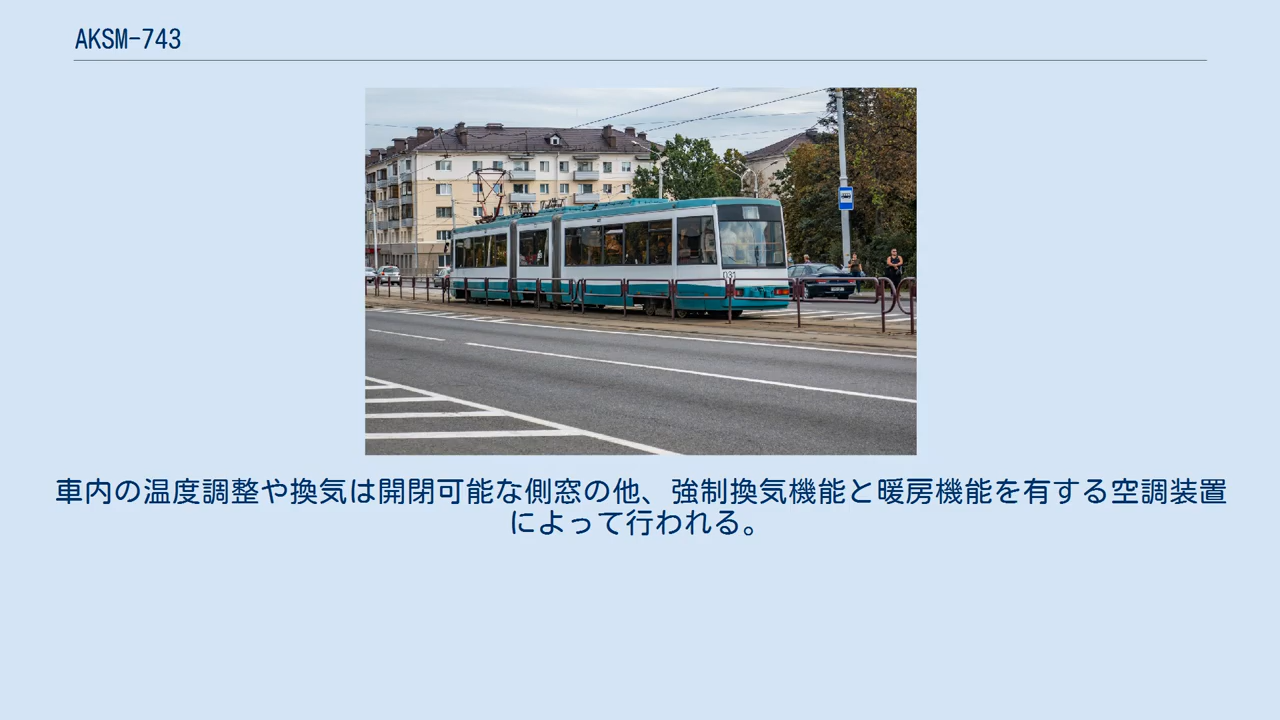 AKSM-743
031
車内の温度調整や換気は開閉可能な側窓の他、強制換気機能と暖房機能を有する空調装置
によって行われる。